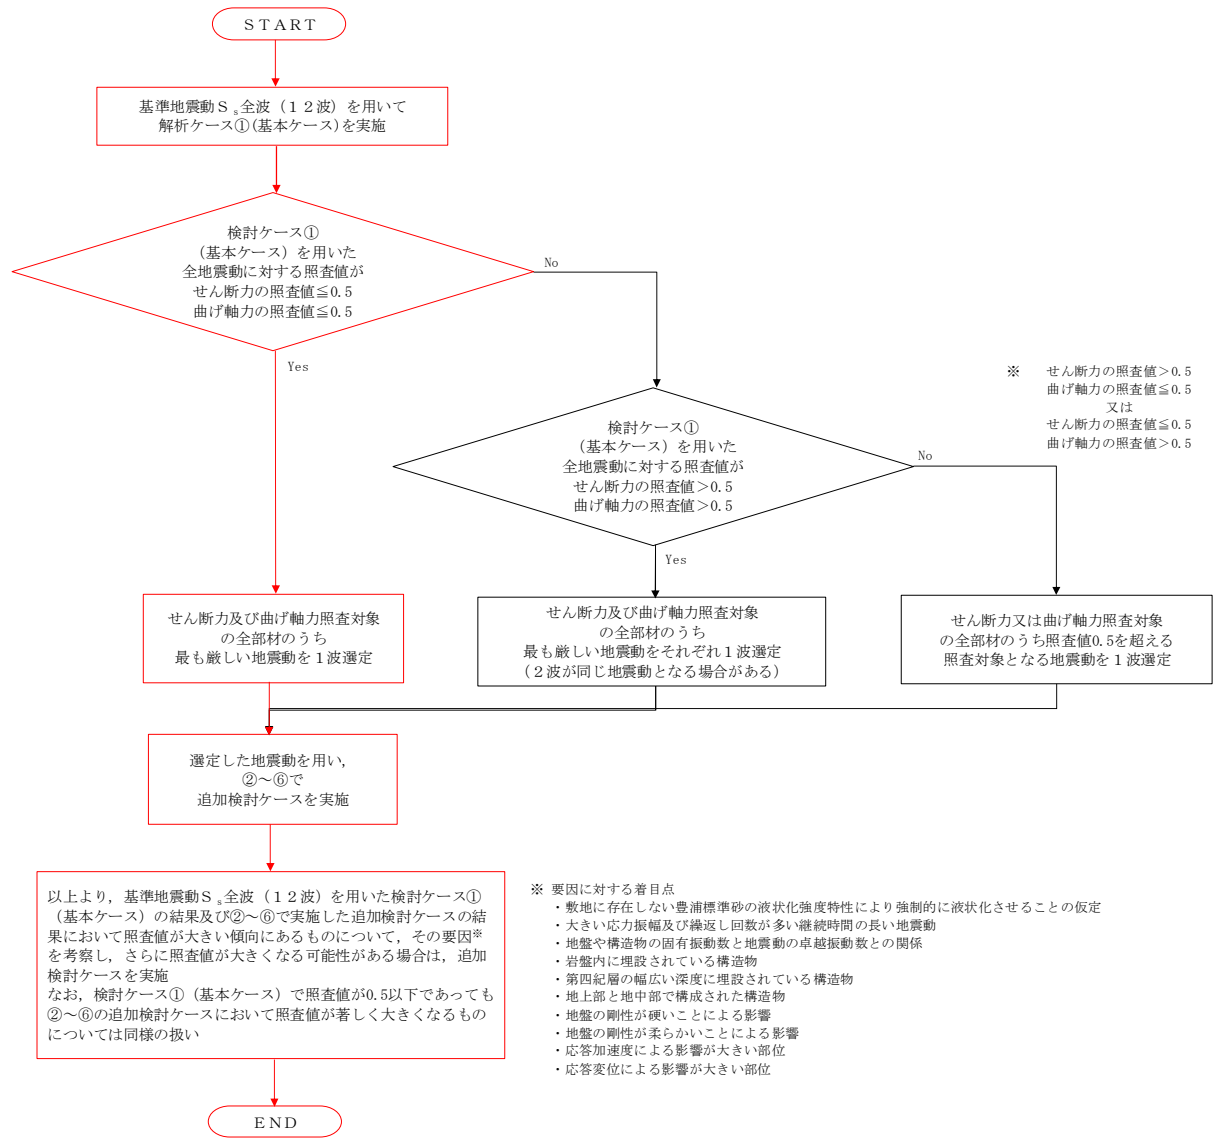 ＳＴＡＲＴ
基準地震動Ｓｓ全波（１２波）を用いて
解析ケース①(基本ケース)を実施
検討ケース①
（基本ケース）を用いた
全地震動に対する照査値が
せん断力の照査値≦0.5
曲げ軸力の照査値≦0.5
No
Yes
※ せん断力の照査値＞0.5
曲げ軸力の照査値≦0.5
又は
せん断力の照査値≦0.5
曲げ軸力の照査値＞0.5
検討ケース①
（基本ケース）を用いた
全地震動に対する照査値が
せん断力の照査値＞0.5
曲げ軸力の照査値＞0.5
No
Yes
せん断力及び曲げ軸力照査対象
の全部材のうち
最も厳しい地震動を１波選定
せん断力及び曲げ軸力照査対象
の全部材のうち
最も厳しい地震動をそれぞれ１波選定
（２波が同じ地震動となる場合がある）
せん断力又は曲げ軸力照査対象
の全部材のうち照査値0.5を超える
照査対象となる地震動を１波選定
選定した地震動を用い，
②～⑥で
追加検討ケースを実施
以上より，基準地震動Ｓｓ全波（１２波）を用いた検討ケース①
（基本ケース）の結果及び②～⑥で実施した追加検討ケースの結
果において照査値が大きい傾向にあるものについて，その要因※
を考察し，さらに照査値が大きくなる可能性がある場合は，追加
検討ケースを実施
なお，検討ケース①（基本ケース）で照査値が0.5以下であっても
②～⑥の追加検討ケースにおいて照査値が著しく大きくなるもの
については同様の扱い
※ 要因に対する着目点
・敷地に存在しない豊浦標準砂の液状化強度特性により強制的に液状化させることの仮定
・大きい応力振幅及び繰返し回数が多い継続時間の長い地震動
・地盤や構造物の固有振動数と地震動の卓越振動数との関係
・岩盤内に埋設されている構造物
・第四紀層の幅広い深度に埋設されている構造物
・地上部と地中部で構成された構造物
・地盤の剛性が硬いことによる影響
・地盤の剛性が柔らかいことによる影響
・応答加速度による影響が大きい部位
・応答変位による影響が大きい部位
ＥＮＤ